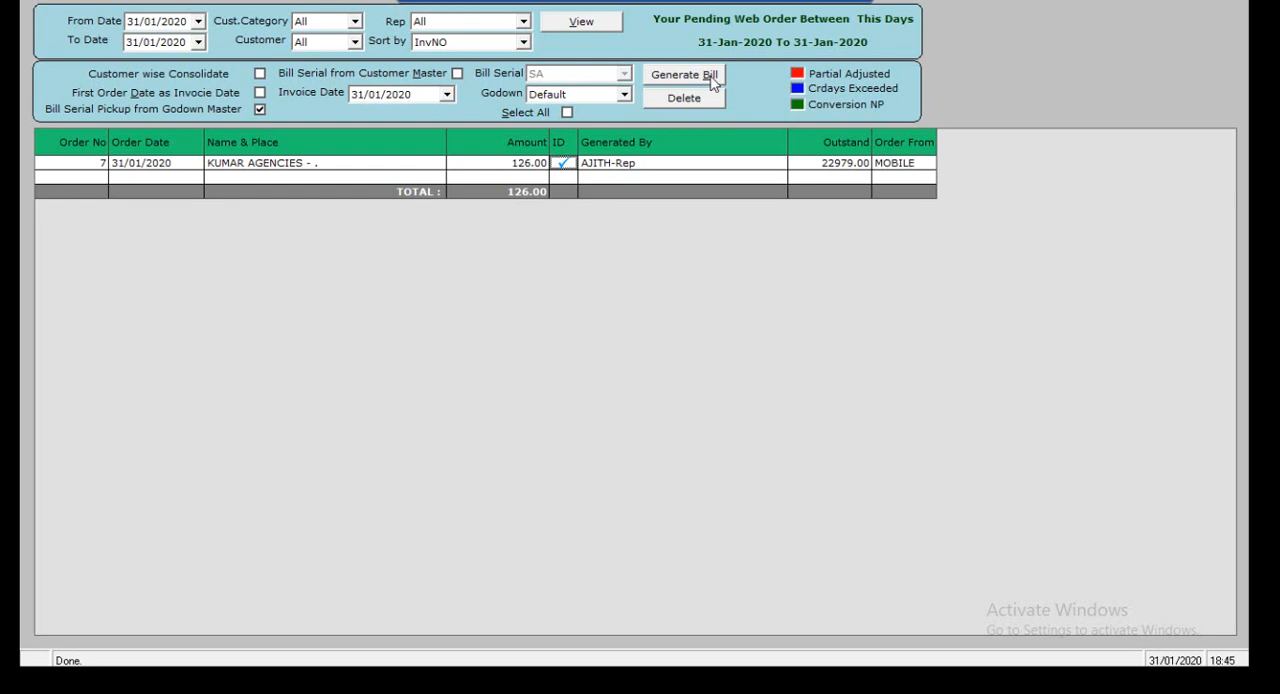 From Date 31/01/2020 Cust.Category All Rep All View Your Pending Web Order Between This Days
To Date 31/01/2020 Customer All Sort by InvNO 31-Jan-2020 To 31-Jan-2020
Customer wise Consolidate Bill Serial from Customer Master Bill Serial SA Generate Bill Partial Adjusted
First Order Date as Invocie Date Invoice Date 31/01/2020 Godown Default Delete Crdays Exceeded
Bill Serial Pickup from Godown Master Select All Conversion NP
Order No Order Date Name & Place Amount ID Generated By Outstand Order From
7 31/01/2020 KUMAR AGENCIES - . 126.00 AJITH-Rep 22979.00 MOBILE
TOTAL : 126.00
Activate Windows
Go to Settings to activate Windows.
Done. 31/01/2020 18:45